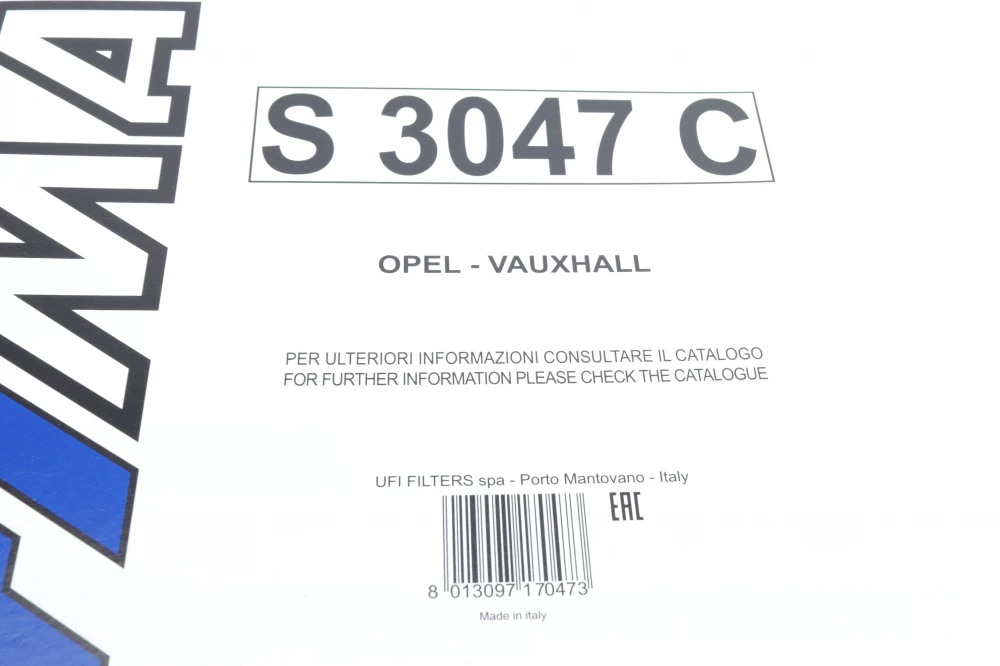 S 3047 C
OPEL - VAUXHALL
PER ULTERIORI INFORMAZIONI CONSULTARE IL CATALOGO
FOR FURTHER INFORMATION PLEASE CHECK THE CATALOGUE
UFI FILTERS spa - Porto Mantovano - Italy
EAC
8 013097 170473
Made in italy